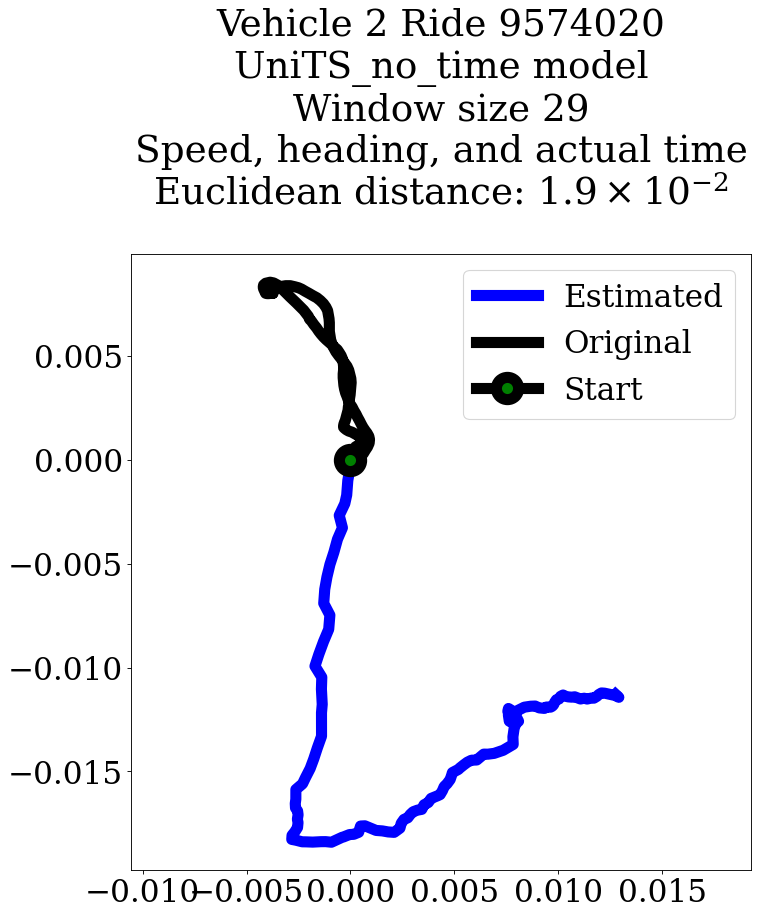 Vehicle 2 Ride 9574020
UniTS_no_time model
Window size 29
Speed, heading, and actual time
Euclidean distance: 1.9 × 10⁻²
Estimated
Original
Start
0.005
0.000
−0.005
−0.010
−0.015
−0.010 −0.005 0.000 0.005 0.010 0.015